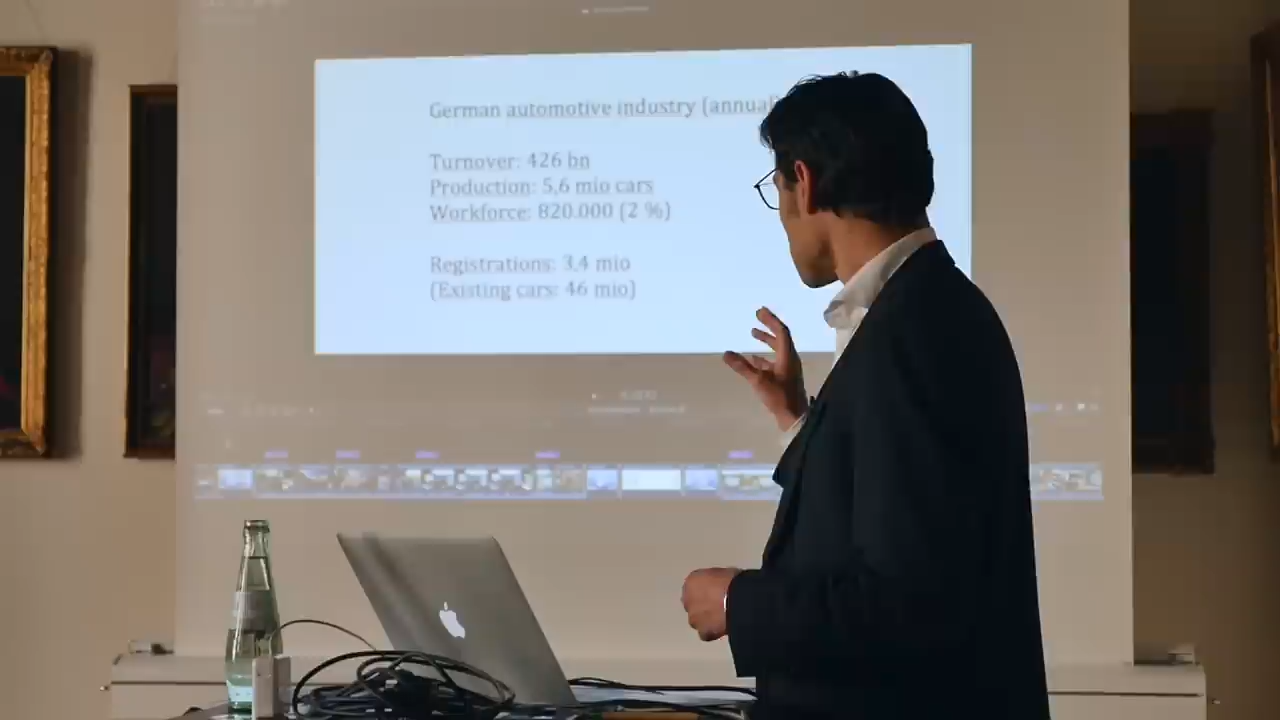 German automotive industry (annual)
Turnover: 426 bn
Production: 5,6 mio cars
Workforce: 820.000 (2 %)
Registrations: 3,4 mio
(Existing cars: 46 mio)